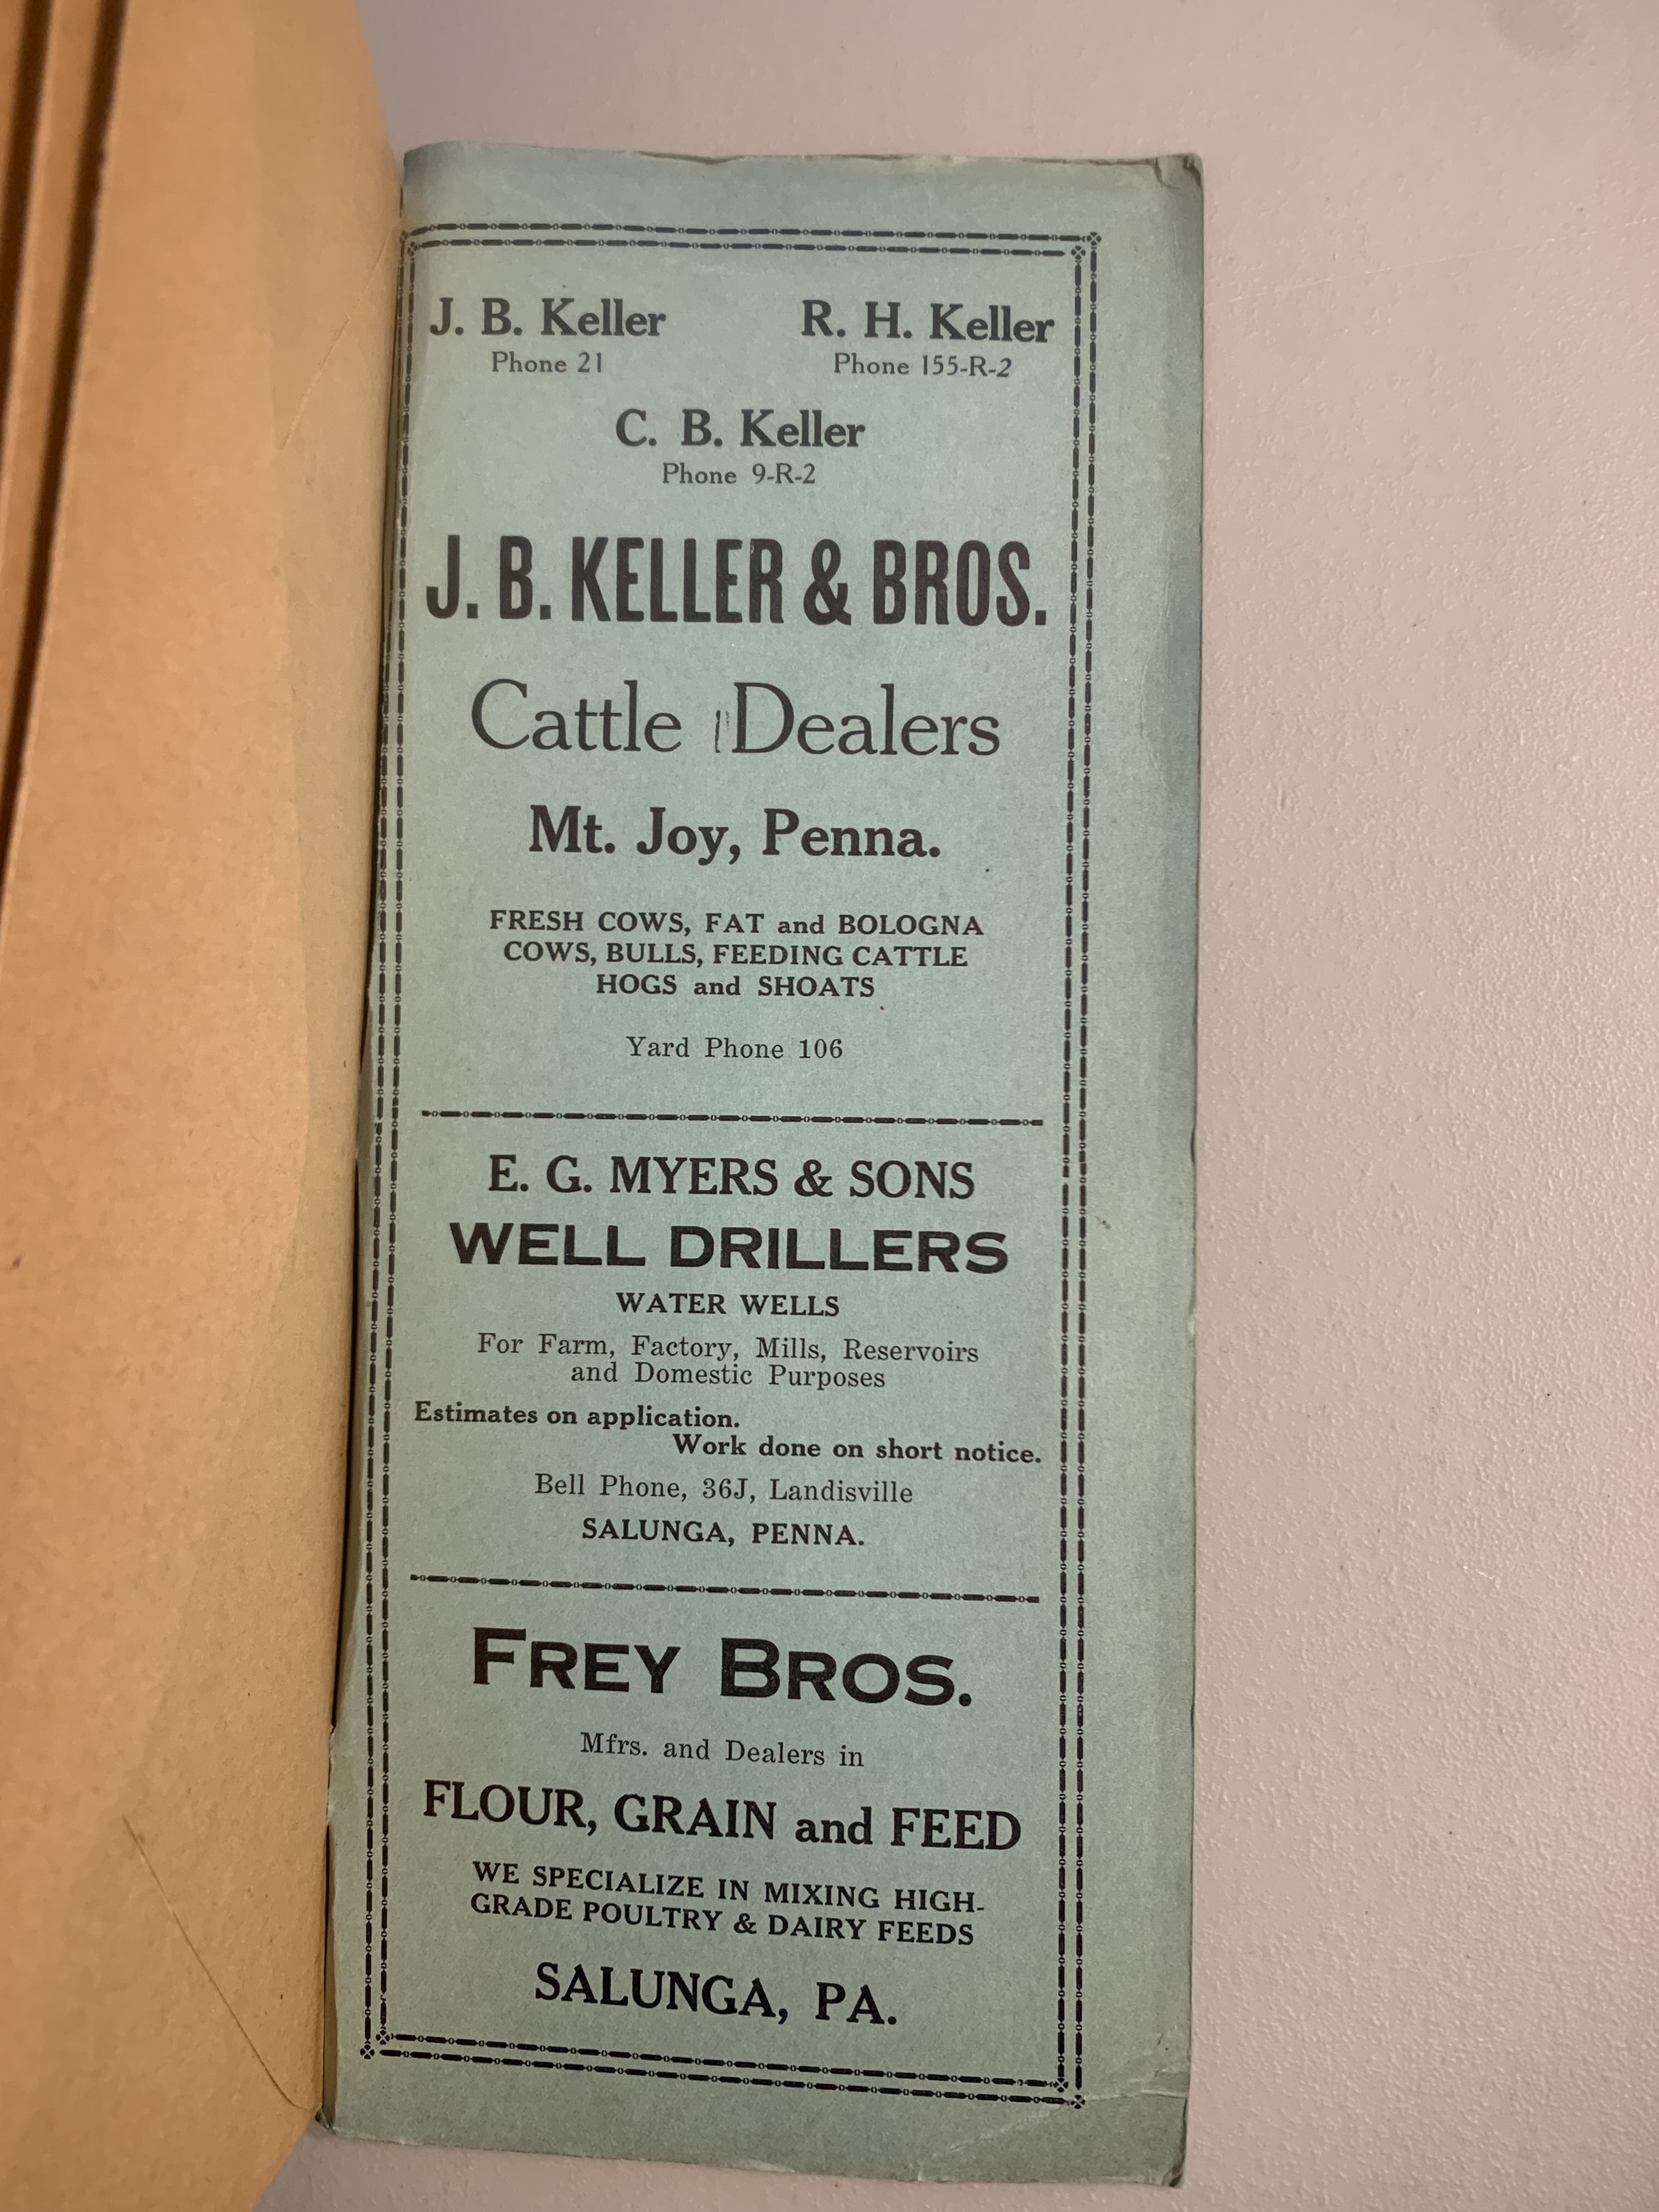 J. B. Keller R. H. Keller
Phone 21 Phone 155-R-2
C. B. Keller
Phone 9-R-2
J. B. KELLER & BROS.
Cattle Dealers
Mt. Joy, Penna.
FRESH COWS, FAT and BOLOGNA
COWS, BULLS, FEEDING CATTLE
HOGS and SHOATS
Yard Phone 106
E. G. MYERS & SONS
WELL DRILLERS
WATER WELLS
For Farm, Factory, Mills, Reservoirs
and Domestic Purposes
Estimates on application.
Work done on short notice.
Bell Phone, 36J, Landisville
SALUNGA, PENNA.
FREY BROS.
Mfrs. and Dealers in
FLOUR, GRAIN and FEED
WE SPECIALIZE IN MIXING HIGH-
GRADE POULTRY & DAIRY FEEDS
SALUNGA, PA.